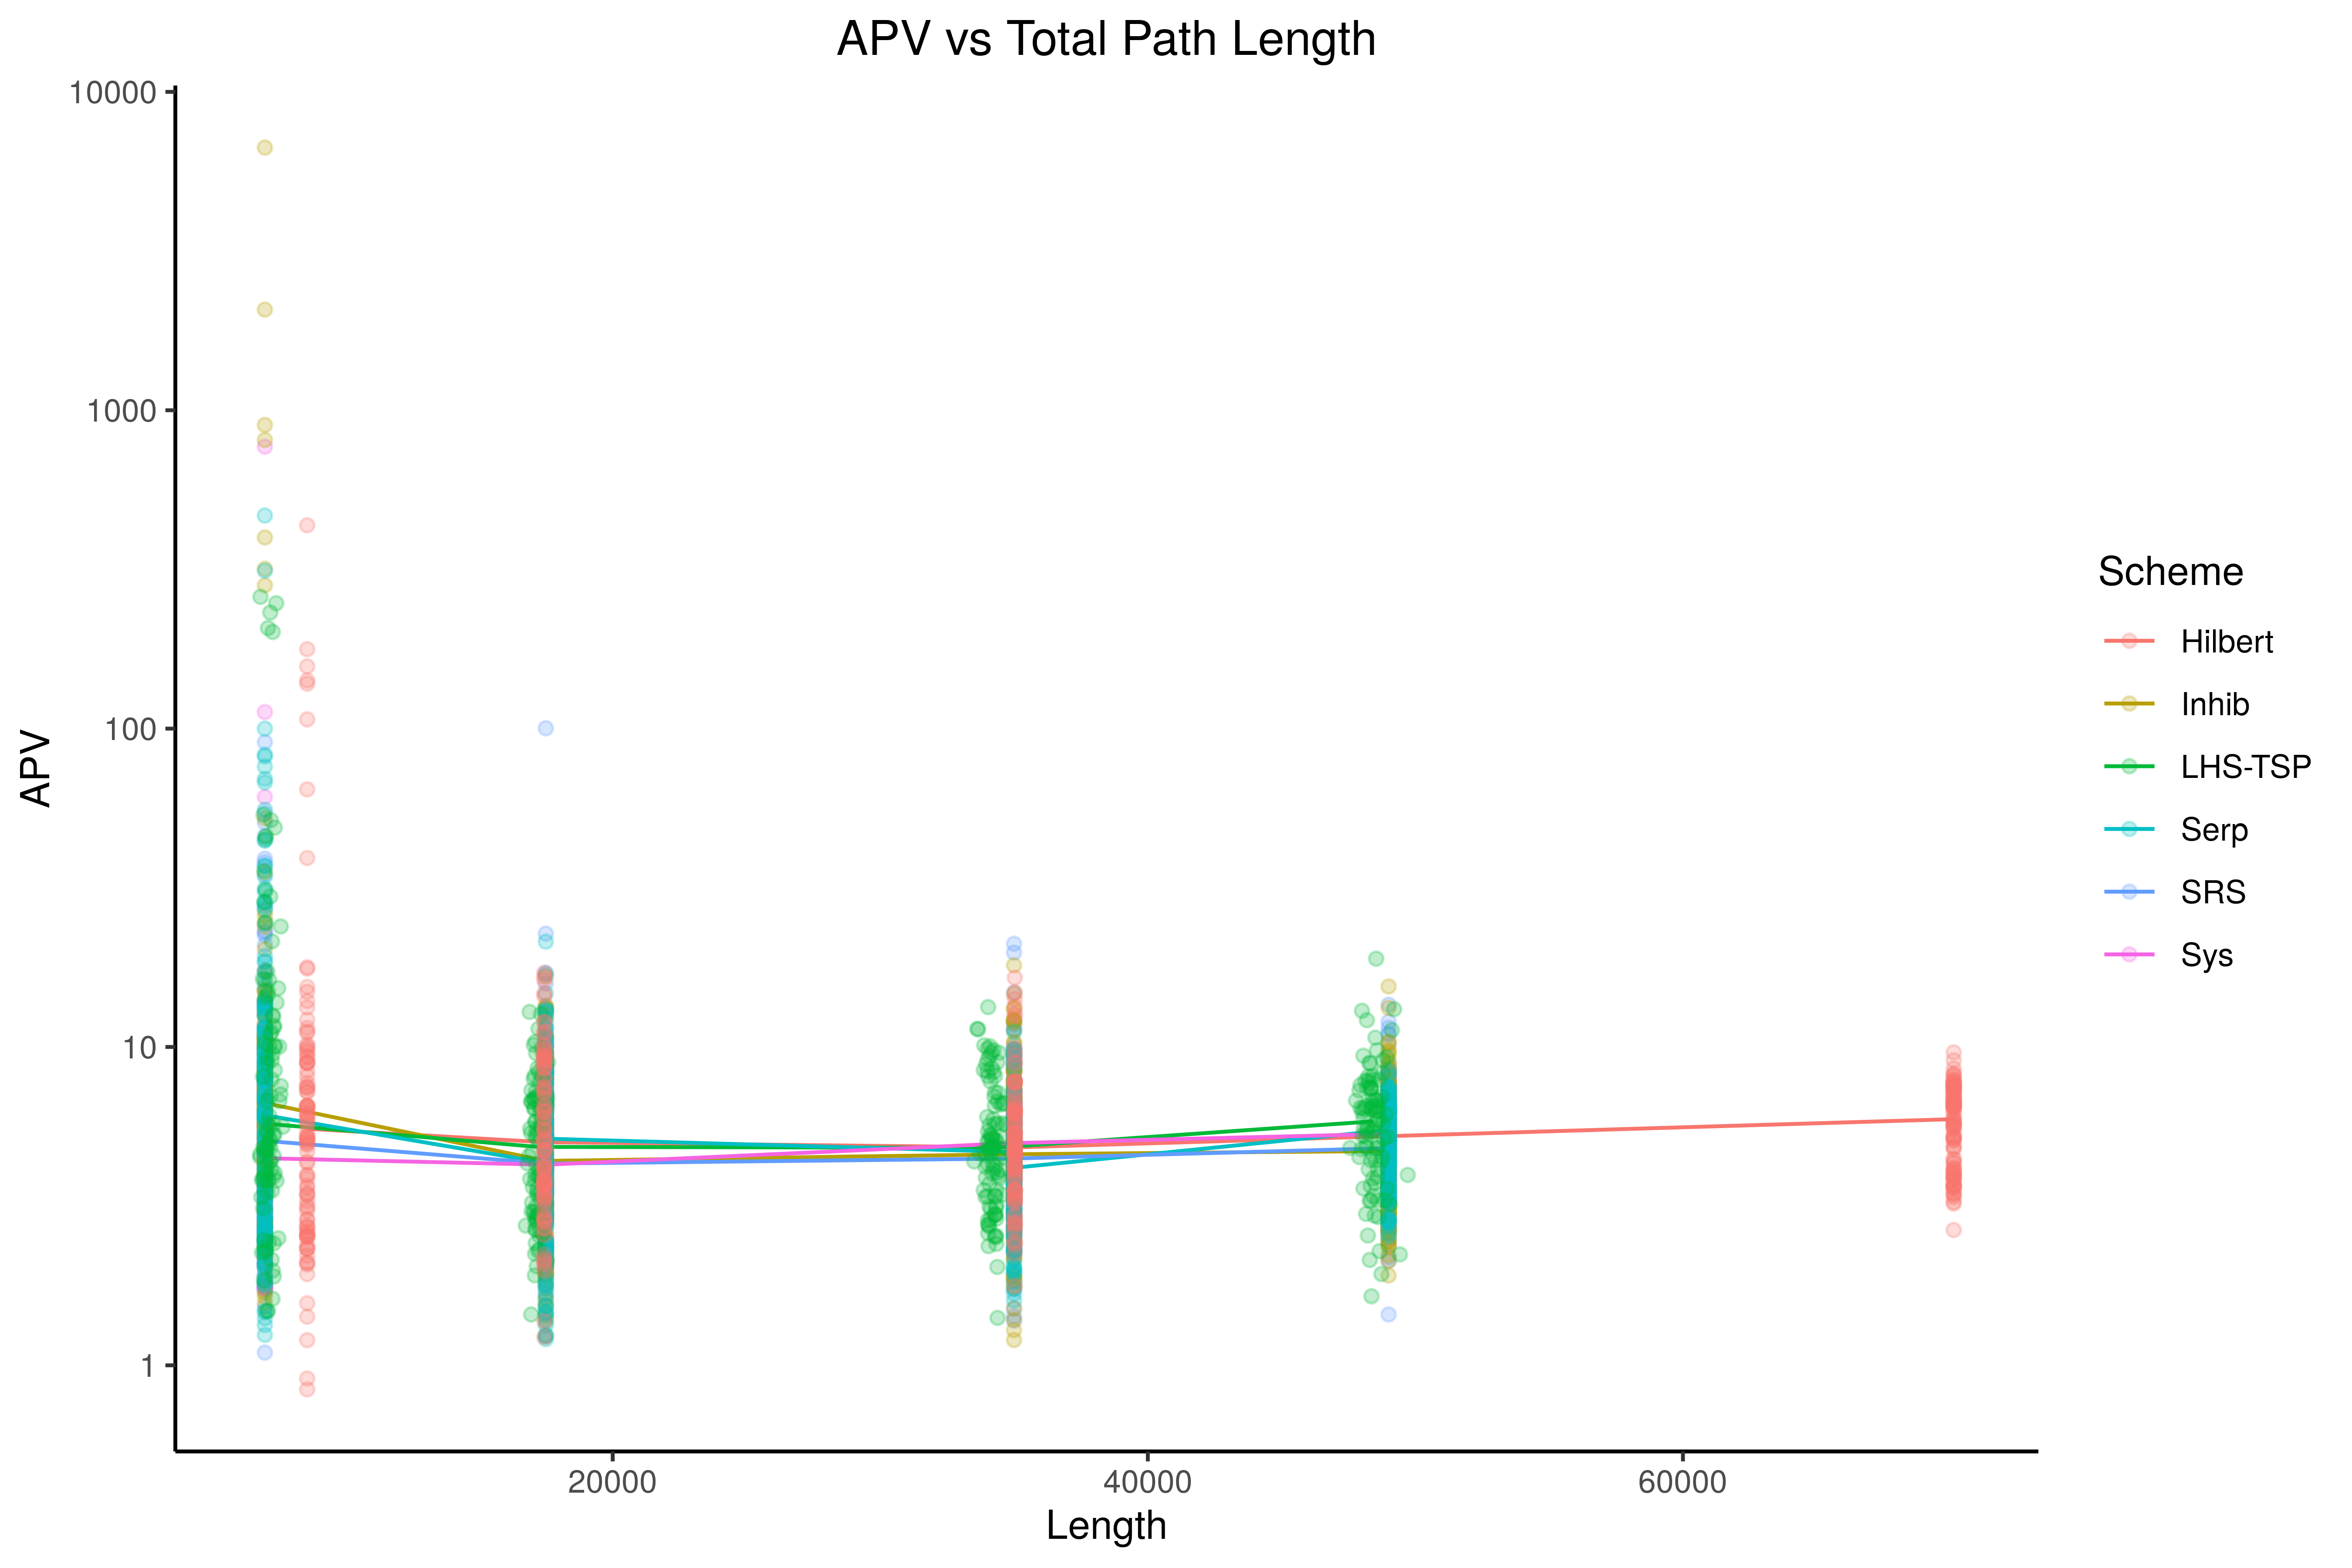 APV vs Total Path Length
APV
10000
1000
100
10
1
20000 40000 60000
Length
Scheme
Hilbert
Inhib
LHS-TSP
Serp
SRS
Sys